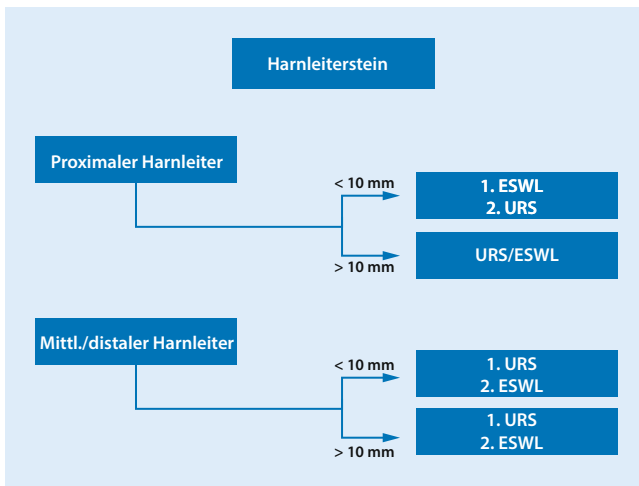 Harnleiterstein
Proximaler Harnleiter
< 10 mm
1. ESWL
2. URS
URS/ESWL
> 10 mm
Mittl./distaler Harnleiter
< 10 mm
1. URS
2. ESWL
1. URS
2. ESWL
> 10 mm